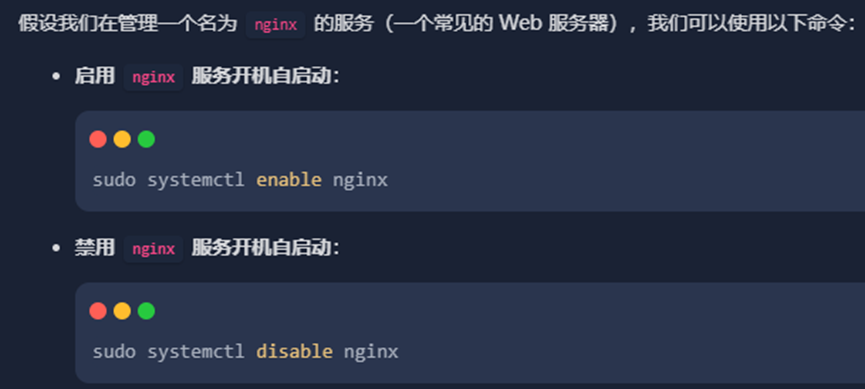 假设我们在管理一个名为 nginx 的服务（一个常见的 Web 服务器），我们可以使用以下命令：
• 启用 nginx 服务开机自启动：
sudo systemctl enable nginx
• 禁用 nginx 服务开机自启动：
sudo systemctl disable nginx